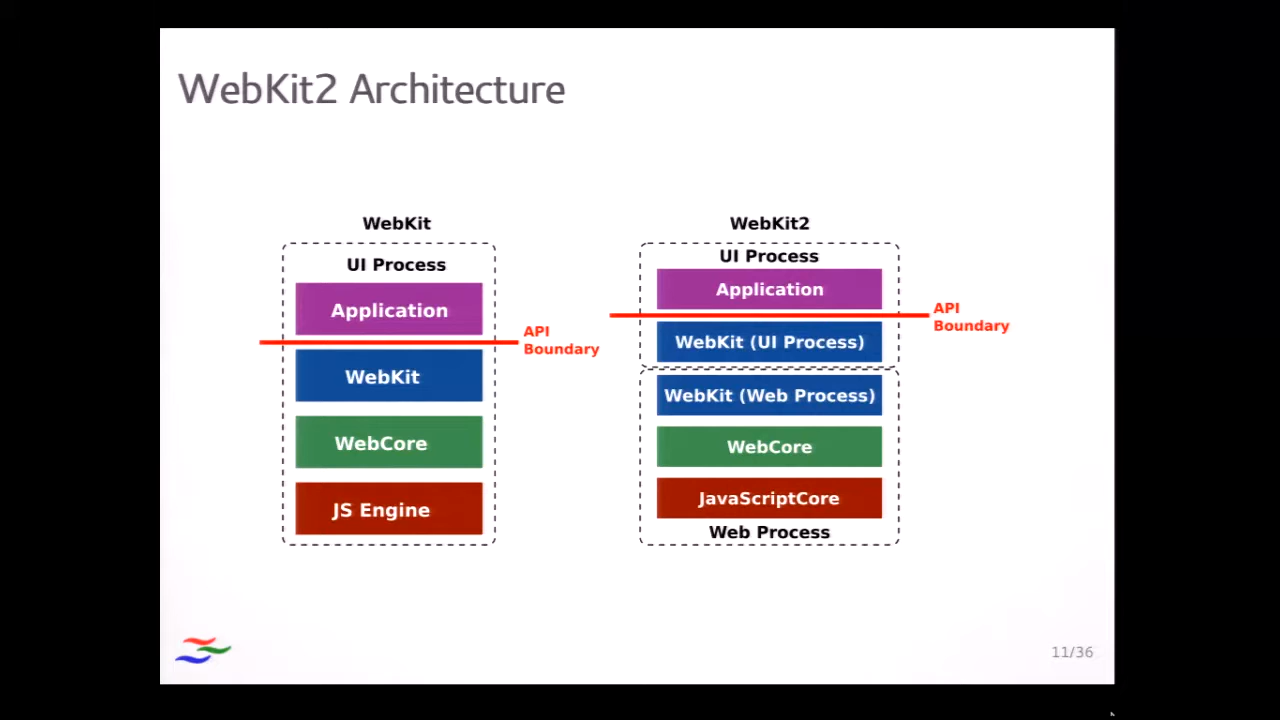 WebKit2 Architecture
WebKit
UI Process
Application
API
Boundary
WebKit
WebCore
JS Engine
WebKit2
UI Process
Application
API
Boundary
WebKit (UI Process)
WebKit (Web Process)
WebCore
JavaScriptCore
Web Process
11/36